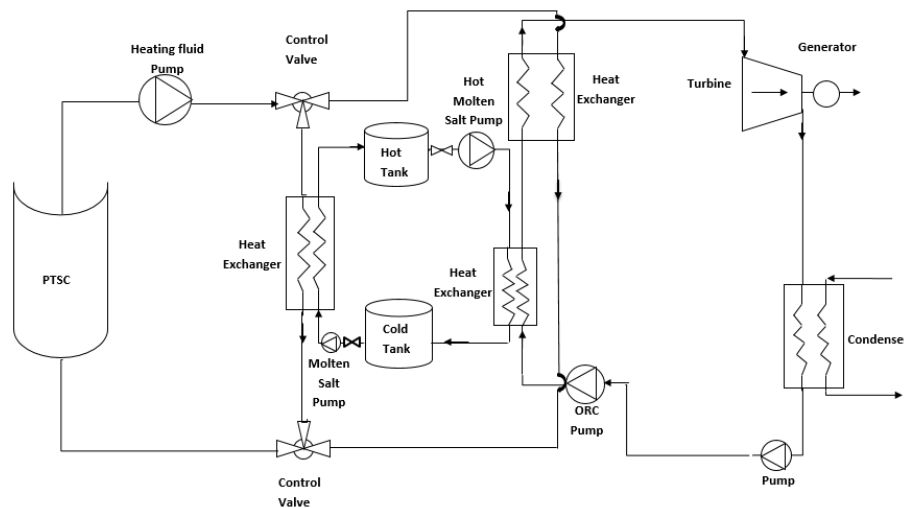 Heating fluid
Pump
Control
Valve
Hot
Molten
Salt Pump
Heat
Exchanger
Turbine
Generator
Hot
Tank
PTSC
Heat
Exchanger
Heat
Exchanger
Cold
Tank
Molten
Salt
Pump
Condense
ORC
Pump
Pump
Control
Valve